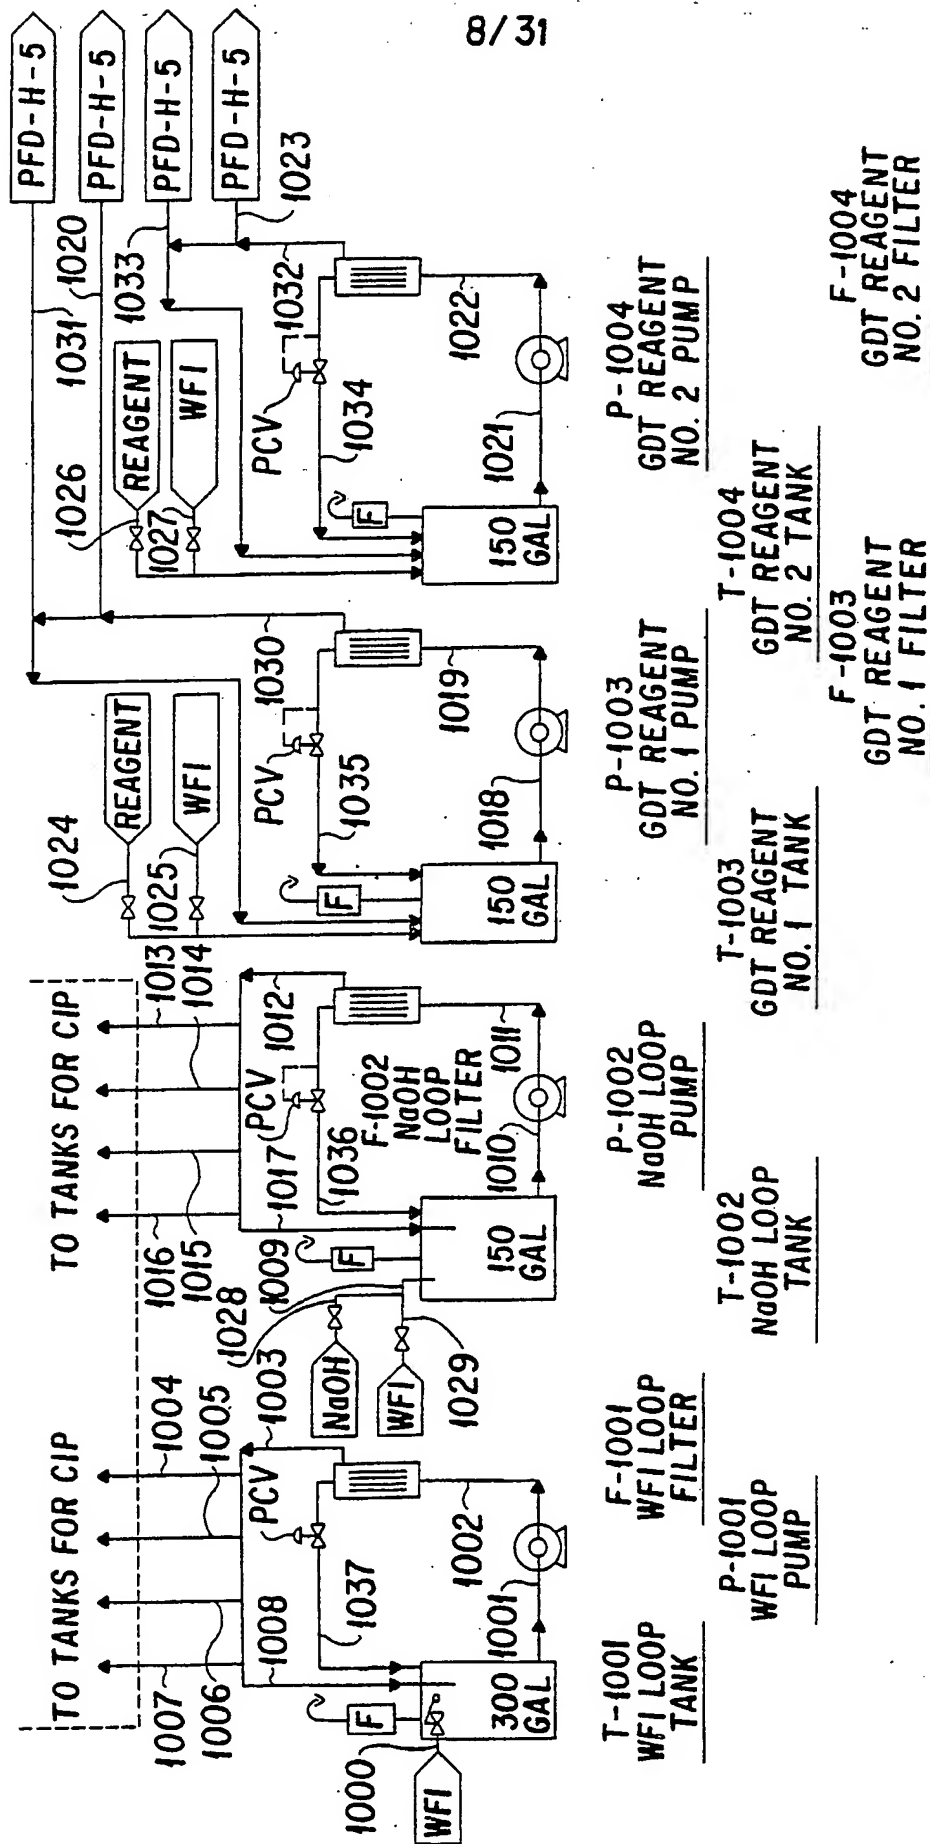 8/31
TO TANKS FOR CIP
TO TANKS FOR CIP
PFD-H-5
PFD-H-5
PFD-H-5
PFD-H-5
1007
1006
1005
1004
1008
1003
PCV
1037
1000
WFI
F
300
GAL
1001
1002
1016
1015
1014
1013
1012
1017
PCV
1036
1009
1028
NaOH
WFI
1029
F
150
GAL
F-1002
NaOH
LOOP
FILTER
1010
1011
1024
REAGENT
1025
WFI
F
PCV
1035
1030
150
GAL
1018
1019
1031
1020
1033
1023
1026
REAGENT
1027
WFI
F
PCV
1034
1032
150
GAL
1021
1022
T-1001
WFI LOOP
TANK
P-1001
WFI LOOP
PUMP
F-1001
WFI LOOP
FILTER
T-1002
NaOH LOOP
TANK
P-1002
NaOH LOOP
PUMP
T-1003
GDT REAGENT
NO. 1 TANK
P-1003
GDT REAGENT
NO. 1 PUMP
F-1003
GDT REAGENT
NO. 1 FILTER
T-1004
GDT REAGENT
NO. 2 TANK
P-1004
GDT REAGENT
NO. 2 PUMP
F-1004
GDT REAGENT
NO. 2 FILTER